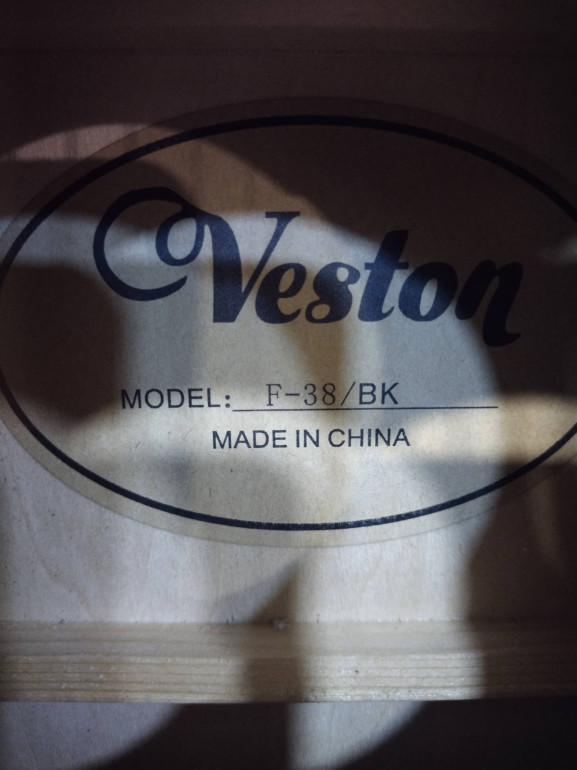 Veston
MODEL: F-38/BK
MADE IN CHINA